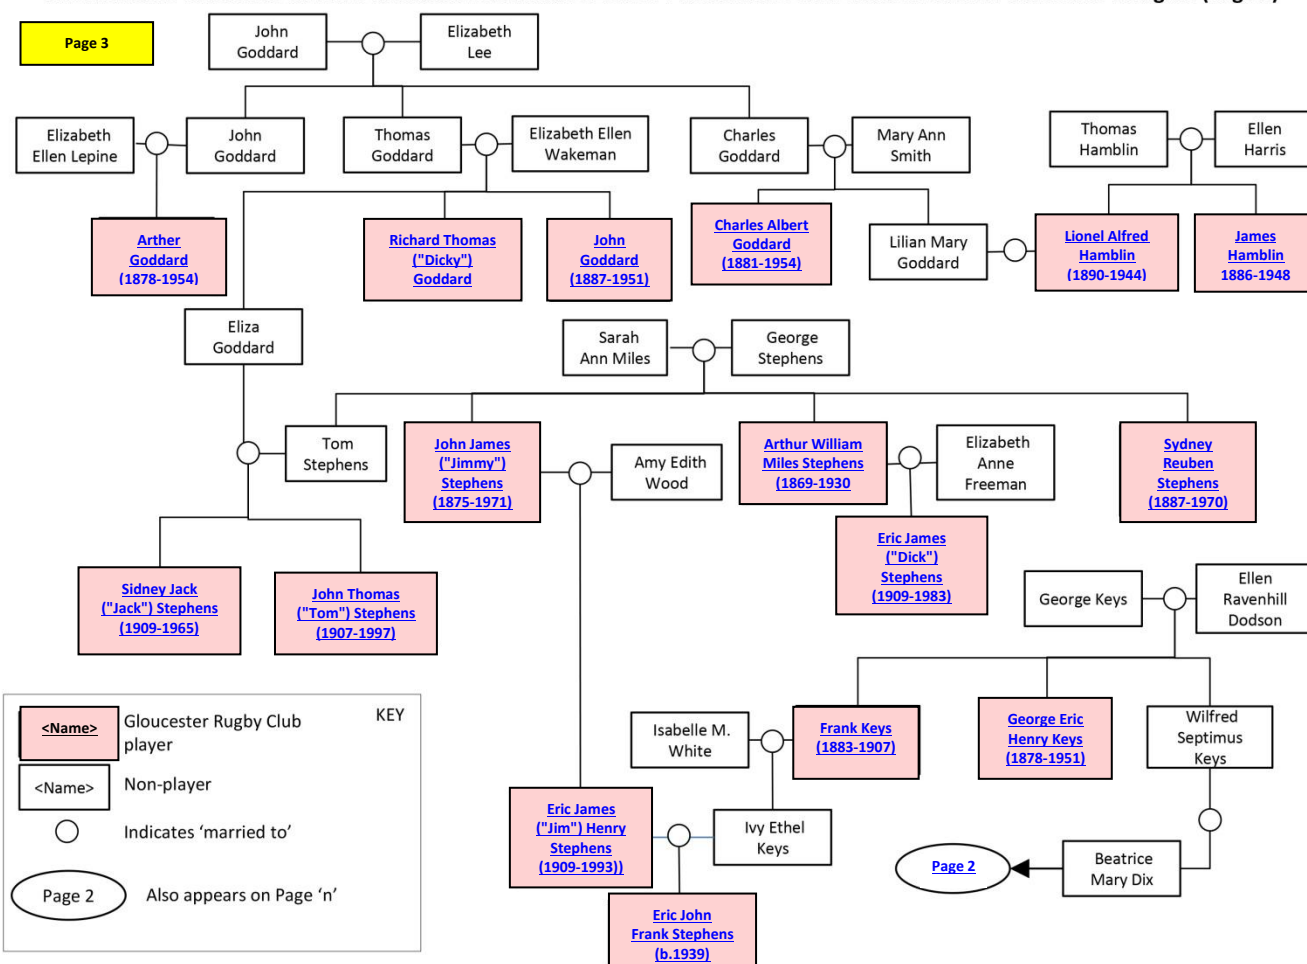 Page 3
John
Goddard
Elizabeth
Lee
Elizabeth
Ellen Lepine
John
Goddard
Thomas
Goddard
Elizabeth Ellen
Wakeman
Charles
Goddard
Mary Ann
Smith
Thomas
Hamblin
Ellen
Harris
Arther
Goddard
(1878-1954)
Richard Thomas
("Dicky")
Goddard
John
Goddard
(1887-1951)
Charles Albert
Goddard
(1881-1954)
Lilian Mary
Goddard
Lionel Alfred
Hamblin
(1890-1944)
James
Hamblin
1886-1948
Eliza
Goddard
Sarah
Ann Miles
George
Stephens
Tom
Stephens
John James
("Jimmy")
Stephens
(1875-1971)
Amy Edith
Wood
Arthur William
Miles Stephens
(1869-1930
Elizabeth
Anne
Freeman
Sydney
Reuben
Stephens
(1887-1970)
Eric James
("Dick")
Stephens
(1909-1983)
Sidney Jack
("Jack") Stephens
(1909-1965)
John Thomas
("Tom") Stephens
(1907-1997)
George Keys
Ellen
Ravenhill
Dodson
Isabelle M.
White
Frank Keys
(1883-1907)
George Eric
Henry Keys
(1878-1951)
Wilfred
Septimus
Keys
Eric James
("Jim") Henry
Stephens
(1909-1993))
Ivy Ethel
Keys
Page 2
Beatrice
Mary Dix
Eric John
Frank Stephens
(b.1939)
KEY
<Name>
Gloucester Rugby Club
player
<Name>
Non-player
Indicates ‘married to’
Page 2
Also appears on Page ‘n’